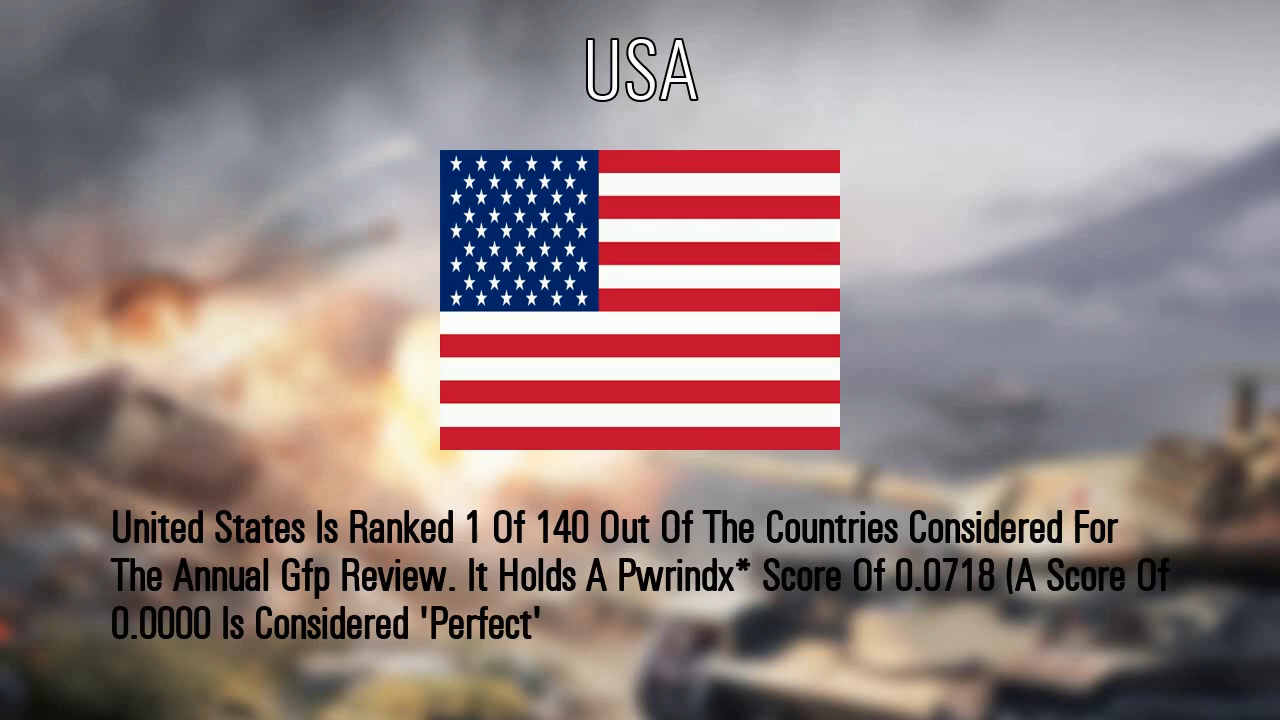 USA
United States Is Ranked 1 Of 140 Out Of The Countries Considered For
The Annual Gfp Review. It Holds A Pwrindx* Score Of 0.0718 (A Score Of
0.0000 Is Considered 'Perfect'